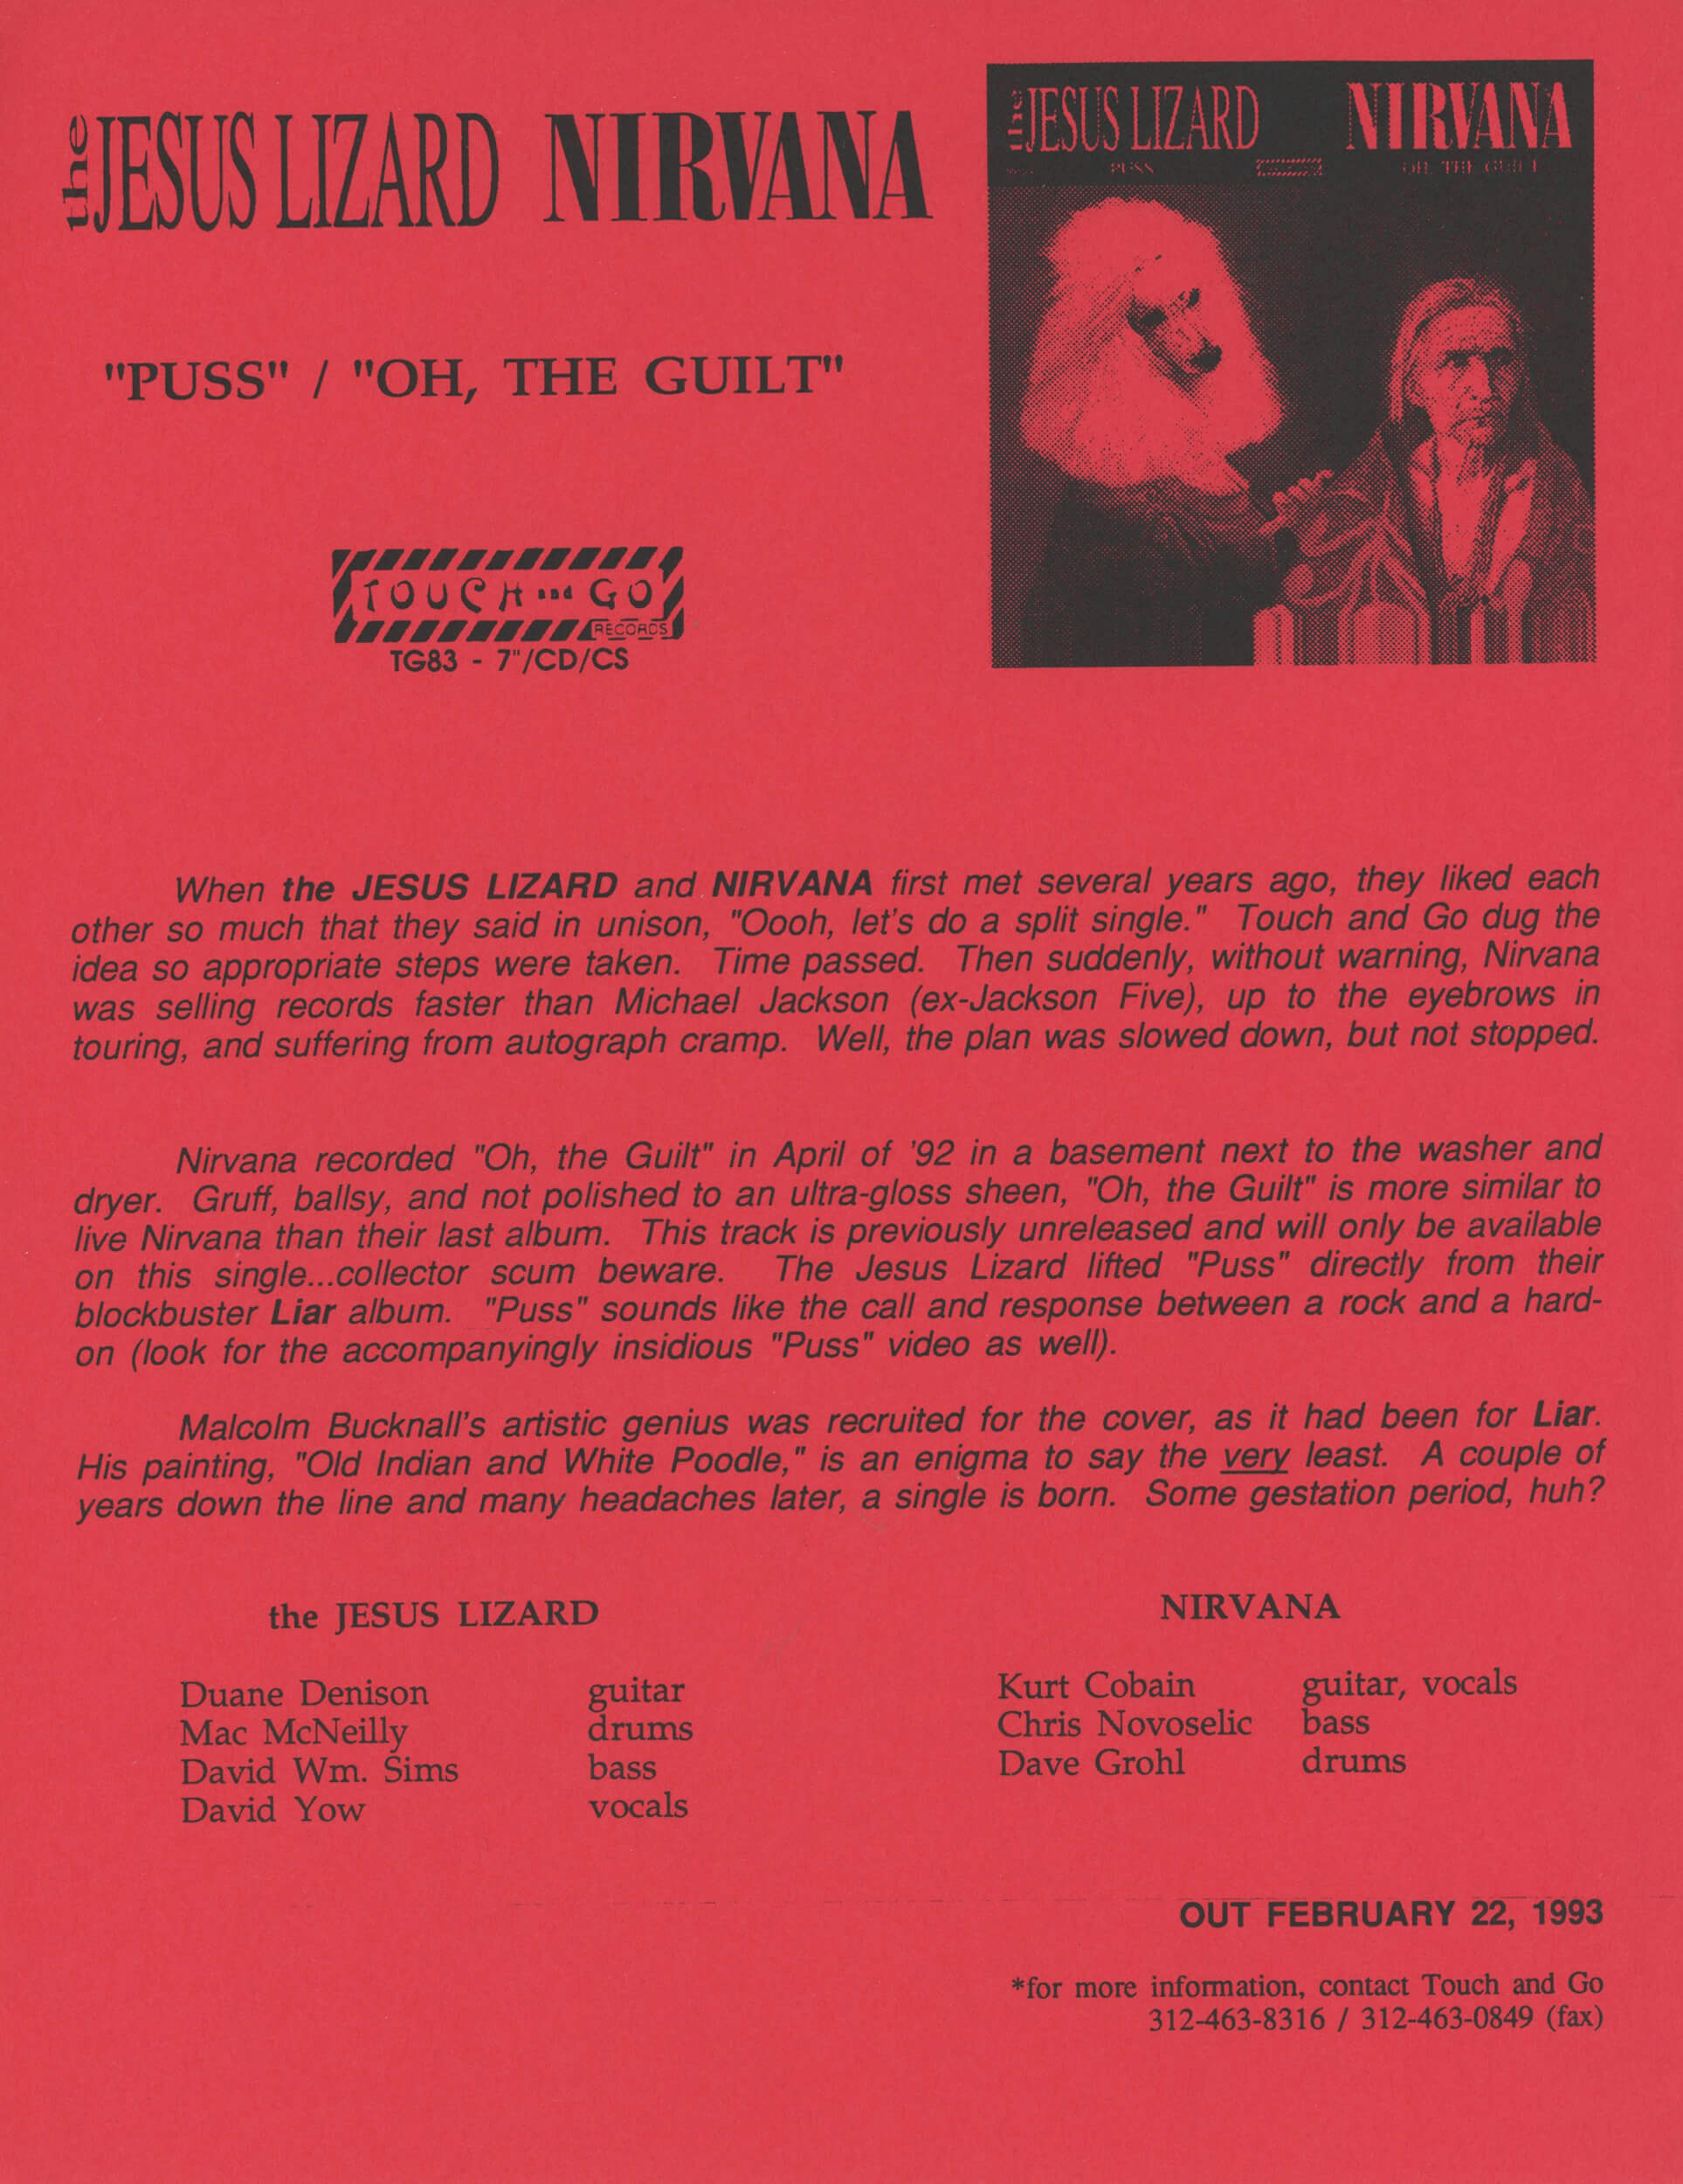 the JESUS LIZARD NIRVANA
the JESUS LIZARD NIRVANA
PUSS OH, THE GUILT
"PUSS" / "OH, THE GUILT"
TOUCH and GO
RECORDS
TG83 - 7"/CD/CS
When the JESUS LIZARD and NIRVANA first met several years ago, they liked each
other so much that they said in unison, "Oooh, let's do a split single." Touch and Go dug the
idea so appropriate steps were taken. Time passed. Then suddenly, without warning, Nirvana
was selling records faster than Michael Jackson (ex-Jackson Five), up to the eyebrows in
touring, and suffering from autograph cramp. Well, the plan was slowed down, but not stopped.
Nirvana recorded "Oh, the Guilt" in April of '92 in a basement next to the washer and
dryer. Gruff, ballsy, and not polished to an ultra-gloss sheen, "Oh, the Guilt" is more similar to
live Nirvana than their last album. This track is previously unreleased and will only be available
on this single...collector scum beware. The Jesus Lizard lifted "Puss" directly from their
blockbuster Liar album. "Puss" sounds like the call and response between a rock and a hard-
on (look for the accompanyingly insidious "Puss" video as well).
Malcolm Bucknall's artistic genius was recruited for the cover, as it had been for Liar.
His painting, "Old Indian and White Poodle," is an enigma to say the very least. A couple of
years down the line and many headaches later, a single is born. Some gestation period, huh?
the JESUS LIZARD
Duane Denison guitar
Mac McNeilly drums
David Wm. Sims bass
David Yow vocals
NIRVANA
Kurt Cobain guitar, vocals
Chris Novoselic bass
Dave Grohl drums
OUT FEBRUARY 22, 1993
*for more information, contact Touch and Go
312-463-8316 / 312-463-0849 (fax)